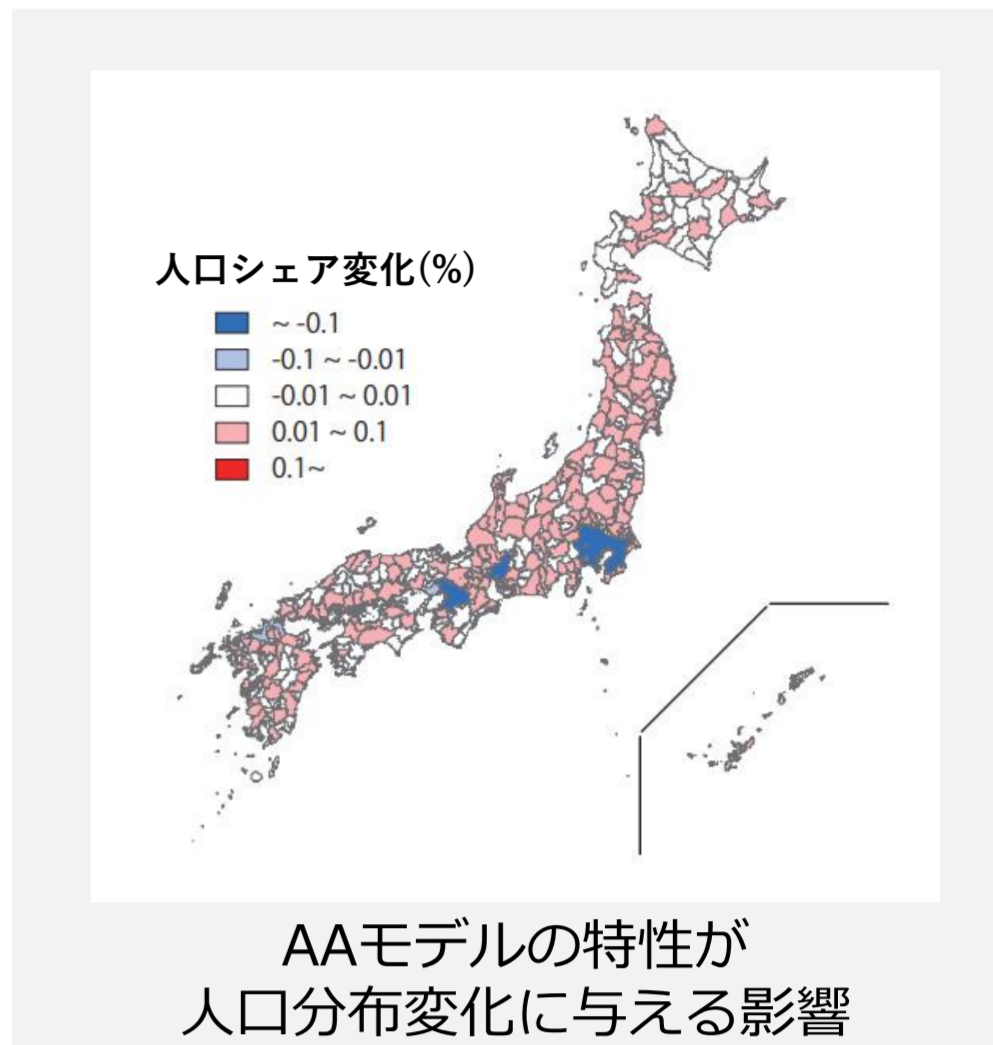 人口シェア変化(%)
~ -0.1
-0.1 ~ -0.01
-0.01 ~ 0.01
0.01 ~ 0.1
0.1~
AAモデルの特性が
人口分布変化に与える影響